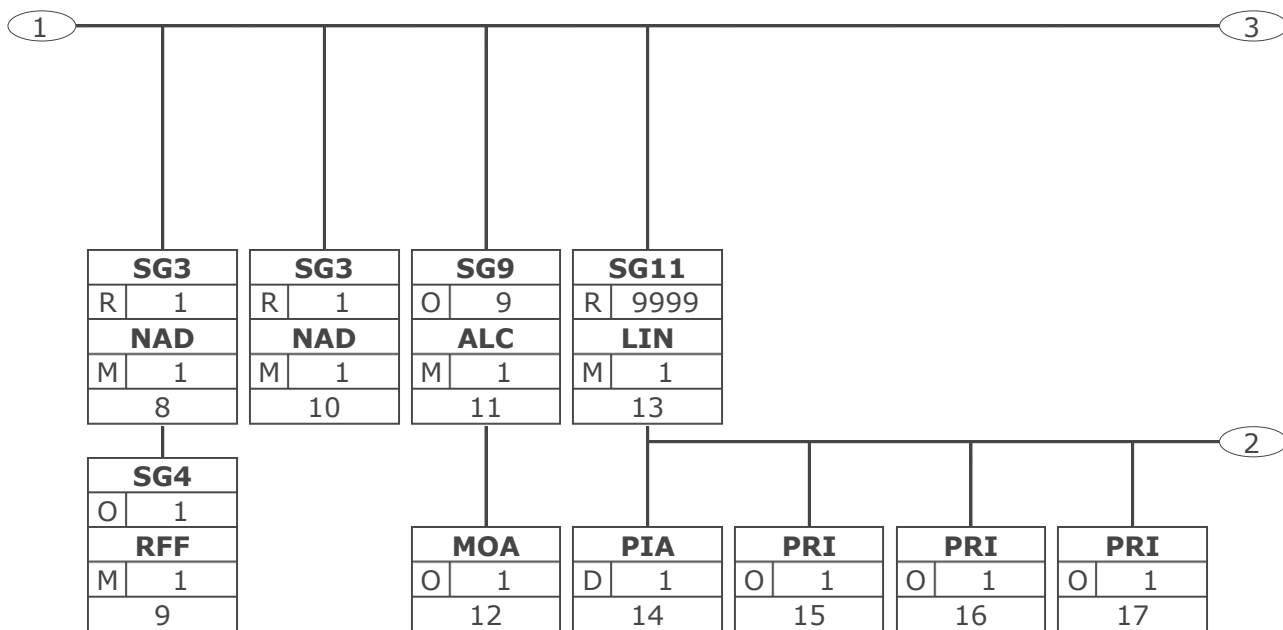 1
3
SG3
R 1
NAD
M 1
8
SG3
R 1
NAD
M 1
10
SG9
O 9
ALC
M 1
11
SG11
R 9999
LIN
M 1
13
2
SG4
O 1
RFF
M 1
9
MOA
O 1
12
PIA
D 1
14
PRI
O 1
15
PRI
O 1
16
PRI
O 1
17